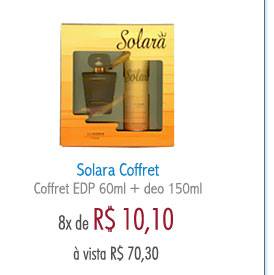 Solara
Solara Coffret
Coffret EDP 60ml + deo 150ml
8x de R$ 10,10
à vista R$ 70,30